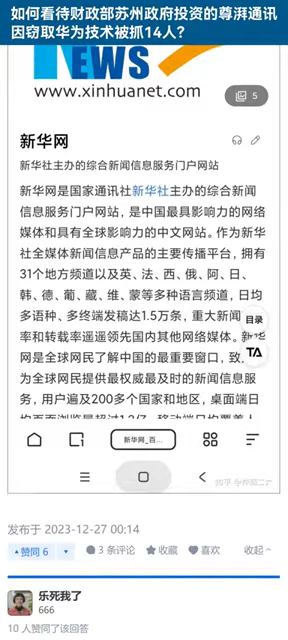 如何看待财政部苏州政府投资的尊湃通讯
因窃取华为技术被抓14人？
EWS
www.xinhuanet.com
5
新华网
新华社主办的综合新闻信息服务门户网站
新华网是国家通讯社新华社主办的综合新闻
信息服务门户网站，是中国最具影响力的网络
媒体和具有全球影响力的中文网站。作为新华
社全媒体新闻信息产品的主要传播平台，拥有
31个地方频道以及英、法、西、俄、阿、日、
韩、德、葡、藏、维、蒙等多种语言频道，日均
多语种、多终端发稿达1.5万条，重大新闻
率和转载率遥遥领先国内其他网络媒体。新华
网是全球网民了解中国的最重要窗口，致
为全球网民提供最权威最及时的新闻信息服
务，用户遍及200多个国家和地区，桌面端日
目录
TA
新华网_百...
知乎
发布于 2023-12-27 00:14
赞同 6
3 条评论
收藏
喜欢
收起
乐死我了
666
10 人赞同了该回答